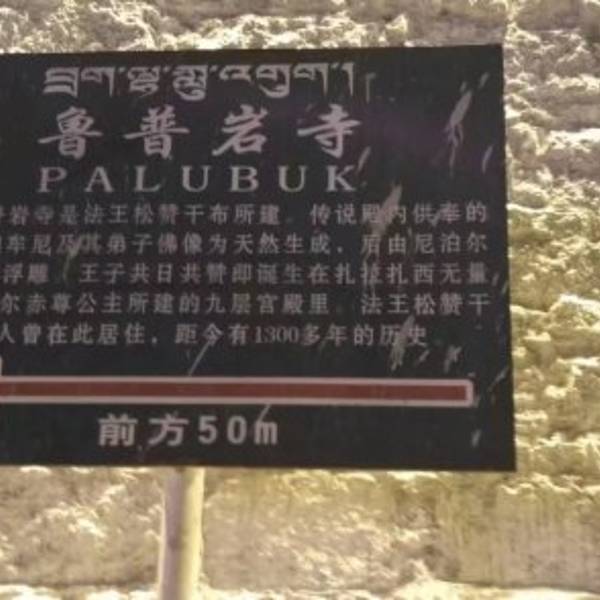 བྲག་ལྷ་ཀླུ་འཕུག །
鲁普岩寺
PALUBUK
岩寺是法王松赞干布所建。传说殿内供奉的
牟尼及其弟子佛像为天然生成，后由尼泊尔
浮雕。王子共日共赞即诞生在扎拉扎西无量
尔赤尊公主所建的九层宫殿里。法王松赞干
人曾在此居住，距今有1300多年的历史。
前方50m